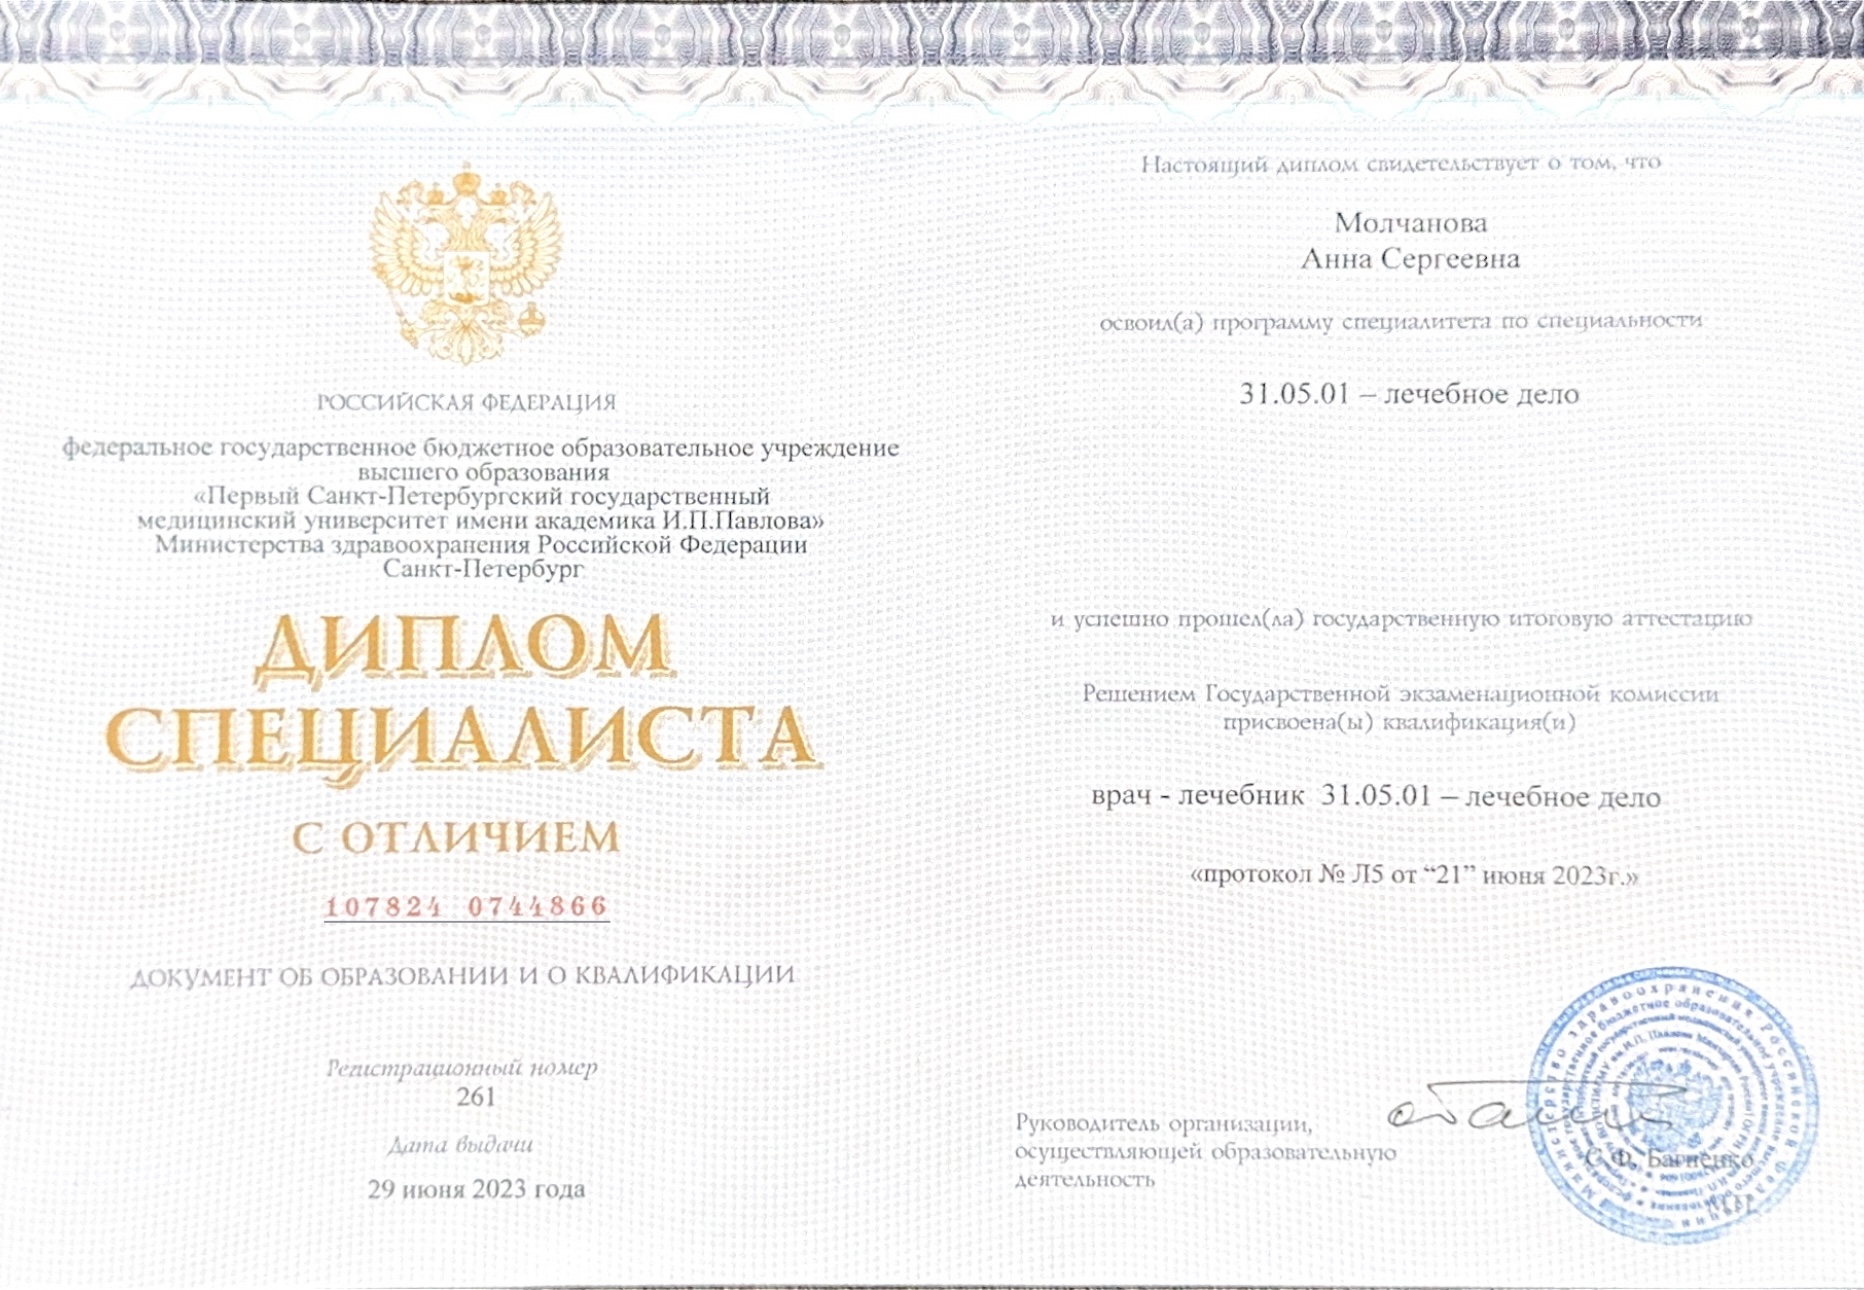 РОССИЙСКАЯ ФЕДЕРАЦИЯ
федеральное государственное бюджетное образовательное учреждение
высшего образования
«Первый Санкт-Петербургский государственный
медицинский университет имени академика И.П.Павлова»
Министерства здравоохранения Российской Федерации
Санкт-Петербург
ДИПЛОМ
СПЕЦИАЛИСТА
С ОТЛИЧИЕМ
107824 0744866
ДОКУМЕНТ ОБ ОБРАЗОВАНИИ И О КВАЛИФИКАЦИИ
Регистрационный номер
261
Дата выдачи
29 июня 2023 года
Настоящий диплом свидетельствует о том, что
Молчанова
Анна Сергеевна
освоил(а) программу специалитета по специальности
31.05.01 – лечебное дело
и успешно прошел(ла) государственную итоговую аттестацию
Решением Государственной экзаменационной комиссии
присвоена(ы) квалификация(и)
врач - лечебник 31.05.01 – лечебное дело
«протокол № Л5 от “21” июня 2023г.»
Руководитель организации,
осуществляющей образовательную
деятельность
С.Ф. Багненко
М.П.
Министерство здравоохранения Российской Федерации